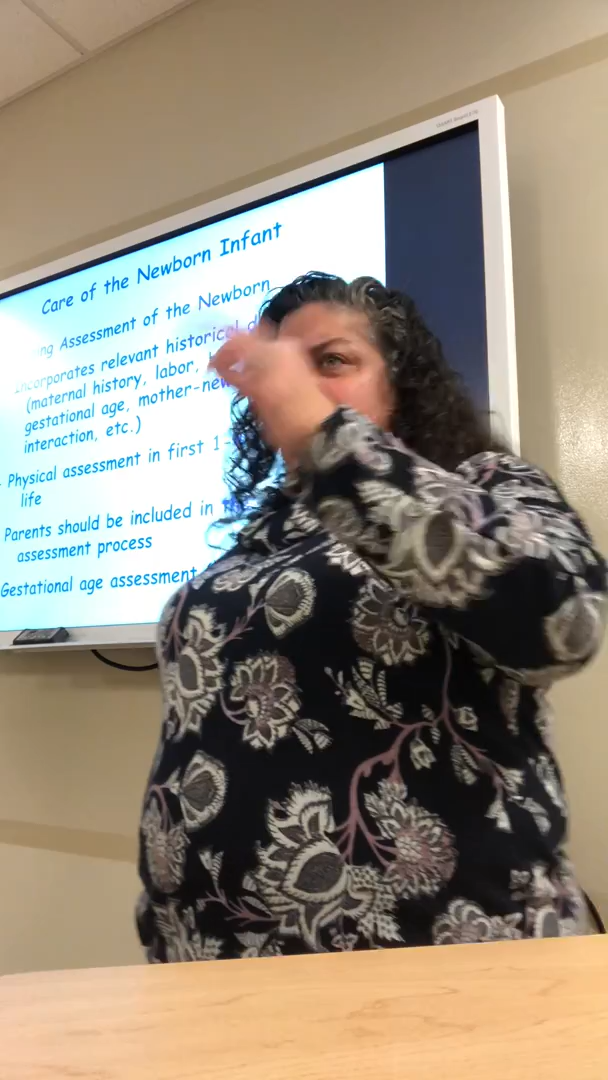 Care of the Newborn Infant
ng Assessment of the Newborn
Incorporates relevant historical d
(maternal history, labor,
gestational age, mother-new
interaction, etc.)
Physical assessment in first 1-
life
Parents should be included in
assessment process
Gestational age assessment